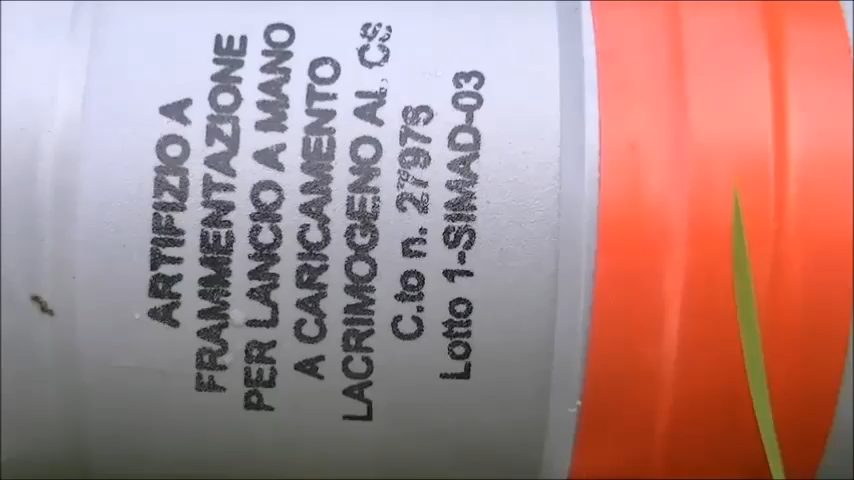 ARTIFIZIO A
FRAMMENTAZIONE
PER LANCIO A MANO
A CARICAMENTO
LACRIMOGENO AL CS
C.to n. 27975
Lotto 1-SIMAD-03